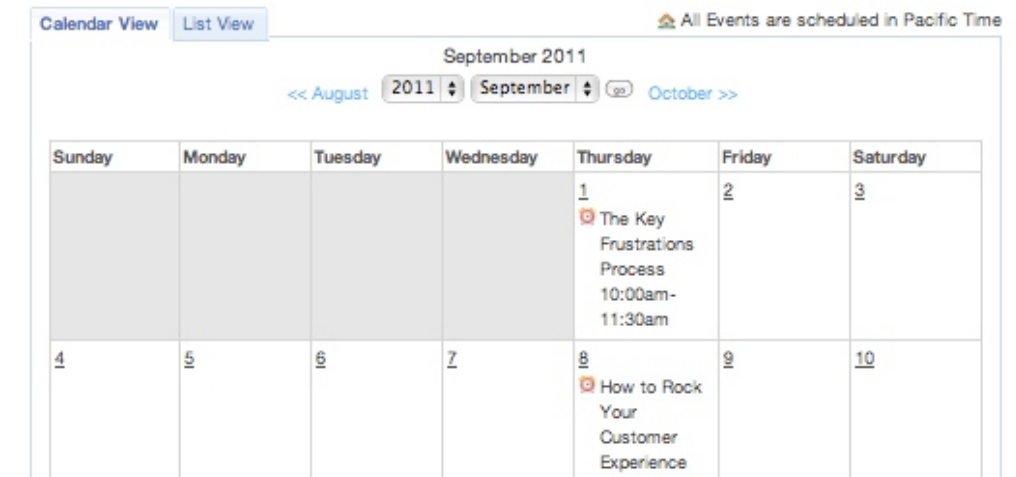 Calendar View List View All Events are scheduled in Pacific Time
September 2011
<< August 2011 September go October >>
Sunday Monday Tuesday Wednesday Thursday Friday Saturday
1 2 3
The Key
Frustrations
Process
10:00am-
11:30am
4 5 6 7 8 9 10
How to Rock
Your
Customer
Experience